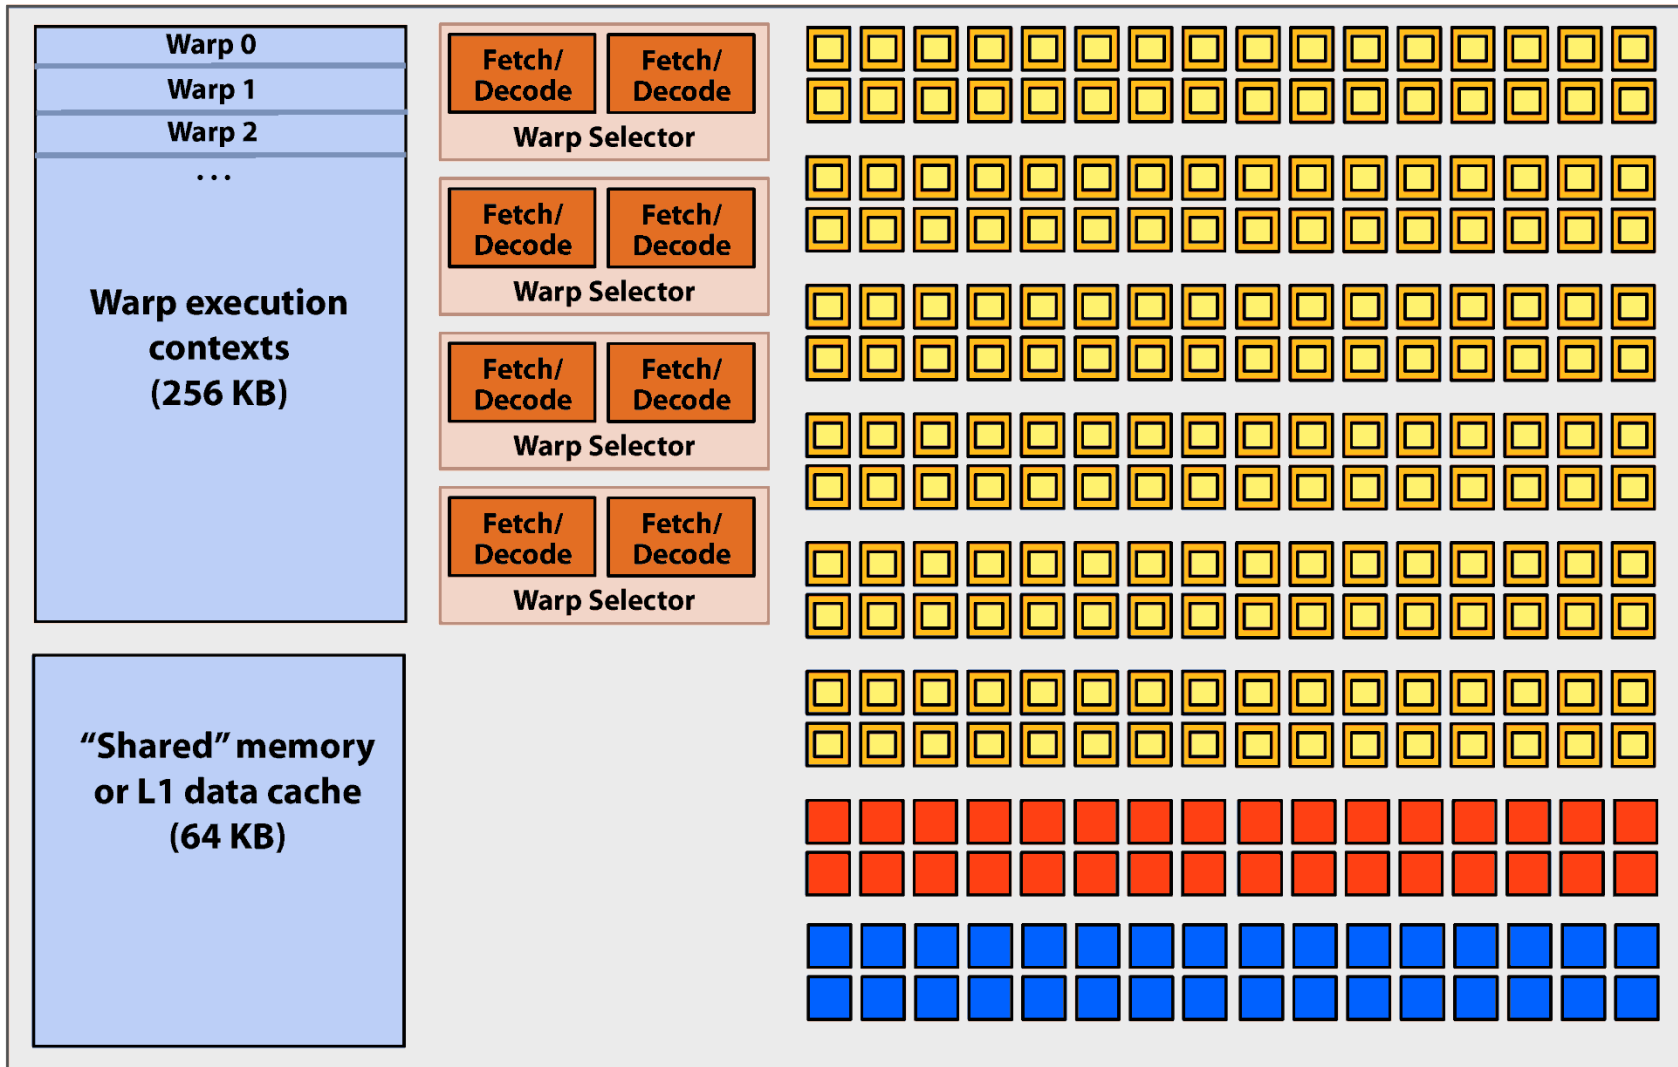 Warp 0
Warp 1
Warp 2
...
Warp execution
contexts
(256 KB)
“Shared” memory
or L1 data cache
(64 KB)
Fetch/
Decode
Fetch/
Decode
Warp Selector
Fetch/
Decode
Fetch/
Decode
Warp Selector
Fetch/
Decode
Fetch/
Decode
Warp Selector
Fetch/
Decode
Fetch/
Decode
Warp Selector